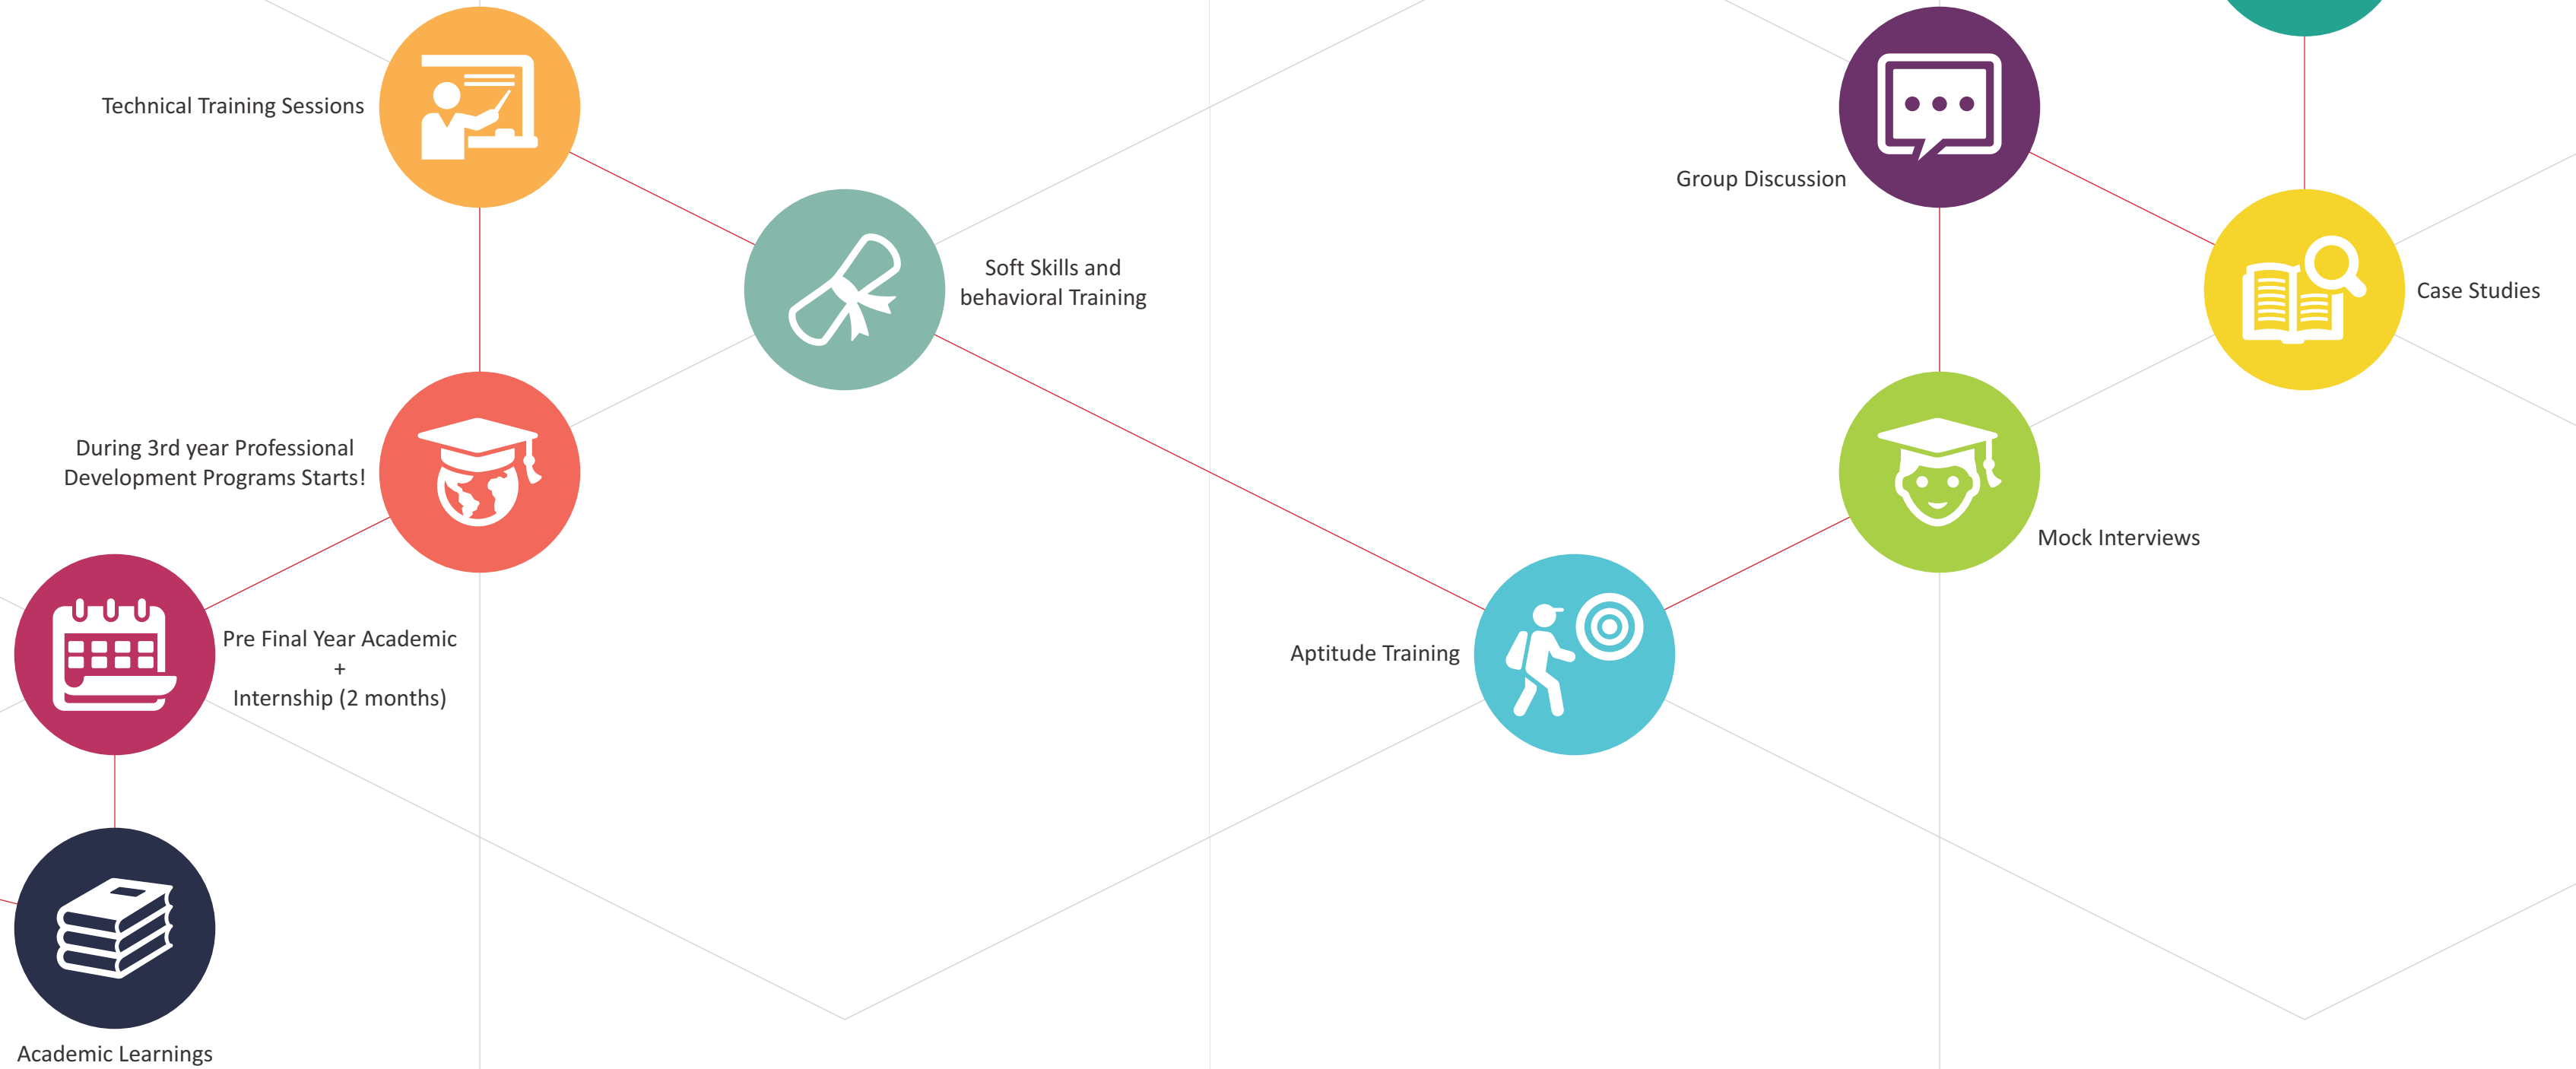 Technical Training Sessions
Group Discussion
Soft Skills and
behavioral Training
Case Studies
During 3rd year Professional
Development Programs Starts!
Mock Interviews
Pre Final Year Academic
+
Internship (2 months)
Aptitude Training
Academic Learnings